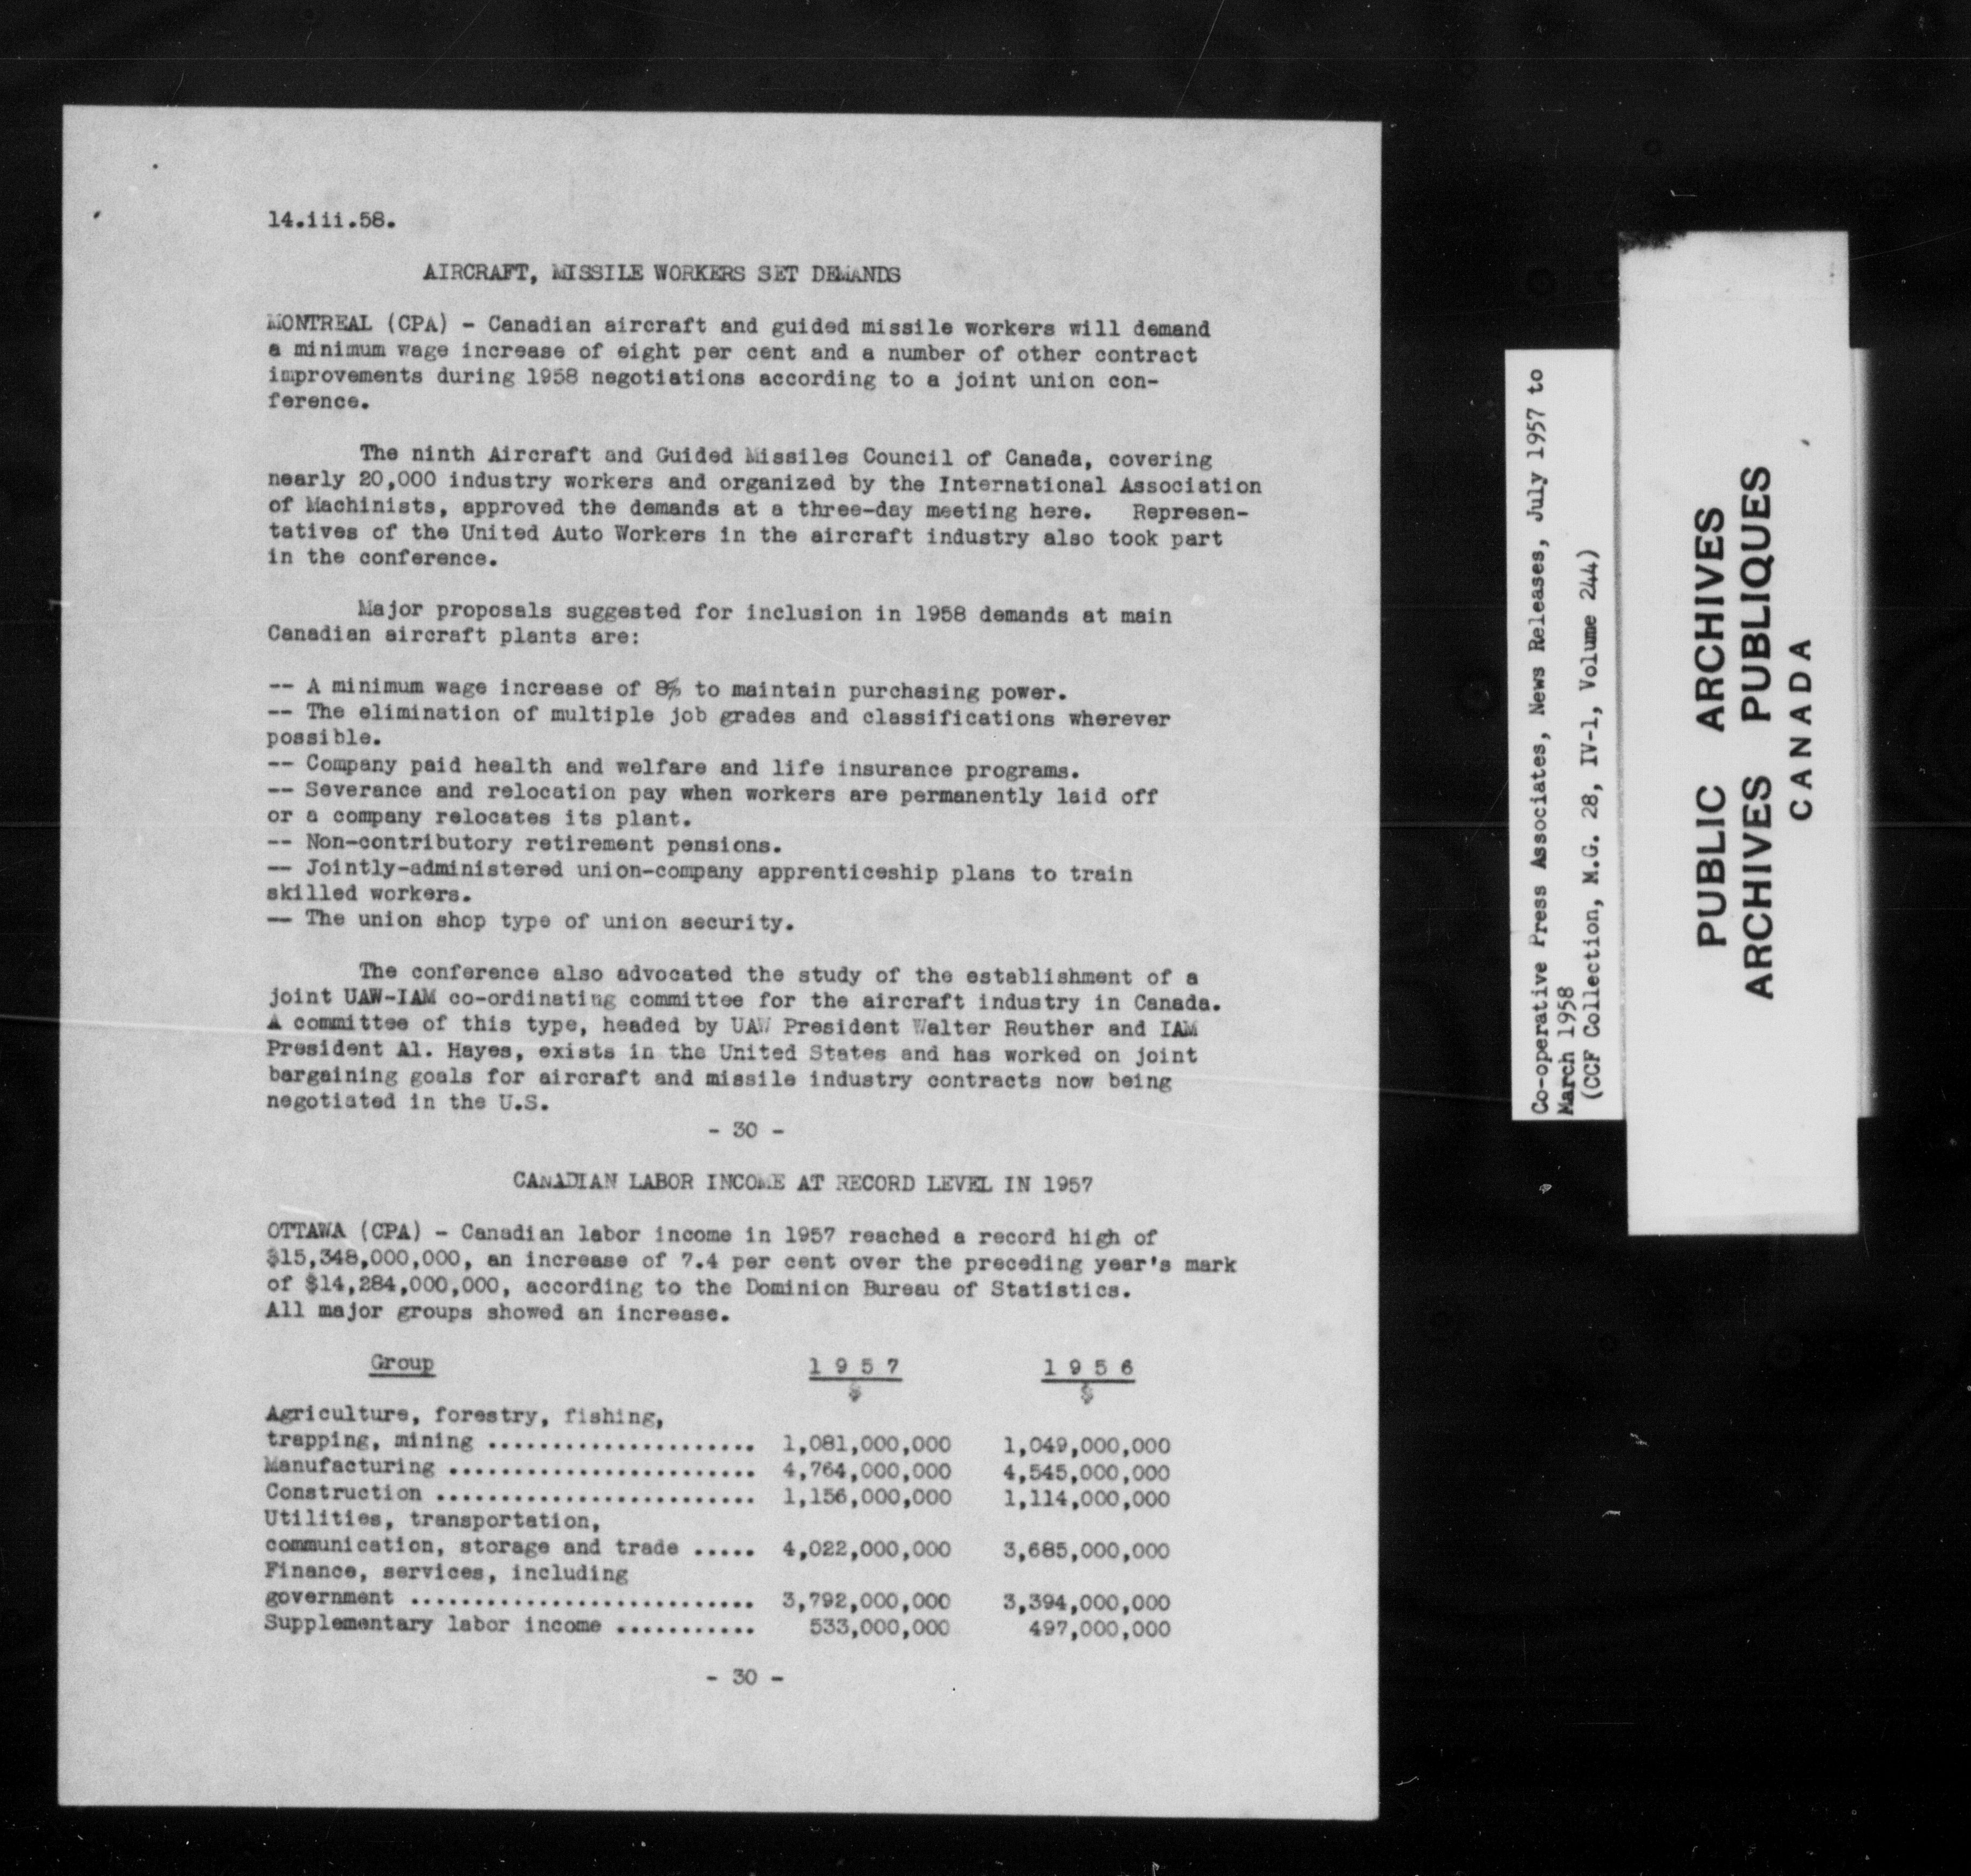 14.iii.58.
AIRCRAFT, MISSILE WORKERS SET DEMANDS
MONTREAL (CPA) - Canadian aircraft and guided missile workers will demand
a minimum wage increase of eight per cent and a number of other contract
improvements during 1958 negotiations according to a joint union con-
ference.
The ninth Aircraft and Guided Missiles Council of Canada, covering
nearly 20,000 industry workers and organized by the International Association
of Machinists, approved the demands at a three-day meeting here. Represen-
tatives of the United Auto Workers in the aircraft industry also took part
in the conference.
Major proposals suggested for inclusion in 1958 demands at main
Canadian aircraft plants are:
-- A minimum wage increase of 8% to maintain purchasing power.
-- The elimination of multiple job grades and classifications wherever
possible.
-- Company paid health and welfare and life insurance programs.
-- Severance and relocation pay when workers are permanently laid off
or a company relocates its plant.
-- Non-contributory retirement pensions.
-- Jointly-administered union-company apprenticeship plans to train
skilled workers.
-- The union shop type of union security.
The conference also advocated the study of the establishment of a
joint UAW-IAM co-ordinating committee for the aircraft industry in Canada.
A committee of this type, headed by UAW President Walter Reuther and IAM
President Al. Hayes, exists in the United States and has worked on joint
bargaining goals for aircraft and missile industry contracts now being
negotiated in the U.S.
- 30 -
CANADIAN LABOR INCOME AT RECORD LEVEL IN 1957
OTTAWA (CPA) - Canadian labor income in 1957 reached a record high of
$15,348,000,000, an increase of 7.4 per cent over the preceding year's mark
of $14,284,000,000, according to the Dominion Bureau of Statistics.
All major groups showed an increase.
Group 1957 1956
$ $
Agriculture, forestry, fishing,
trapping, mining ..................... 1,081,000,000 1,049,000,000
Manufacturing ........................ 4,764,000,000 4,545,000,000
Construction ......................... 1,156,000,000 1,114,000,000
Utilities, transportation,
communication, storage and trade ..... 4,022,000,000 3,685,000,000
Finance, services, including
government ........................... 3,792,000,000 3,394,000,000
Supplementary labor income ........... 533,000,000 497,000,000
- 30 -
Co-operative Press Associates, News Releases, July 1957 to
March 1958
(CCF Collection, M.G. 28, IV-1, Volume 244)
PUBLIC ARCHIVES
ARCHIVES PUBLIQUES
CANADA